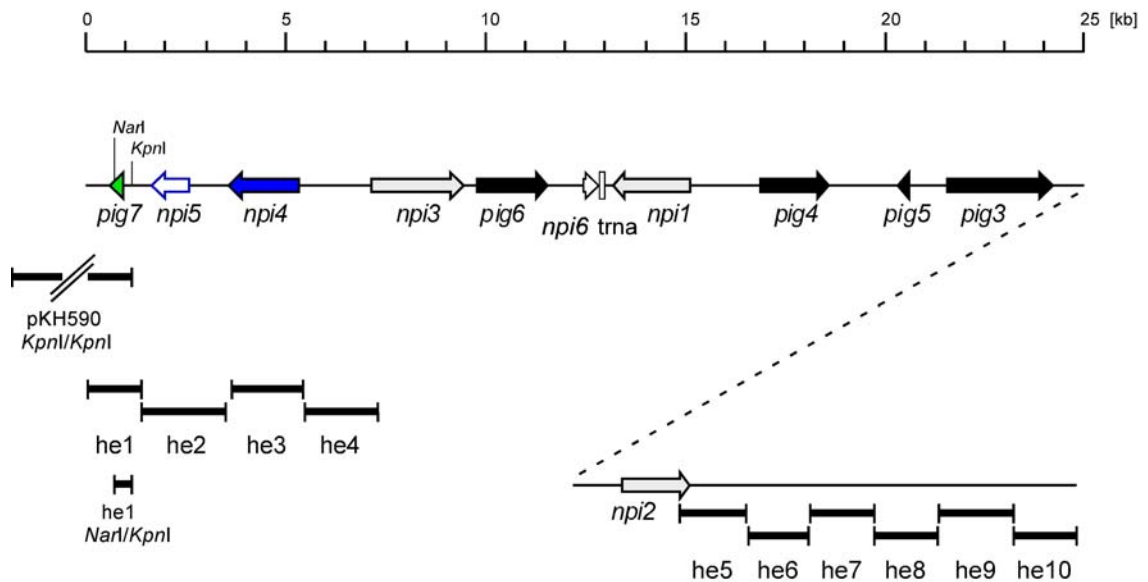 0 5 10 15 20 25 [kb]
NarI
KpnI
pig7 npi5 npi4 npi3 pig6 npi6 trna npi1 pig4 pig5 pig3
pKH590
KpnI/KpnI
he1 he2 he3 he4
he1
NarI/KpnI
npi2
he5 he6 he7 he8 he9 he10